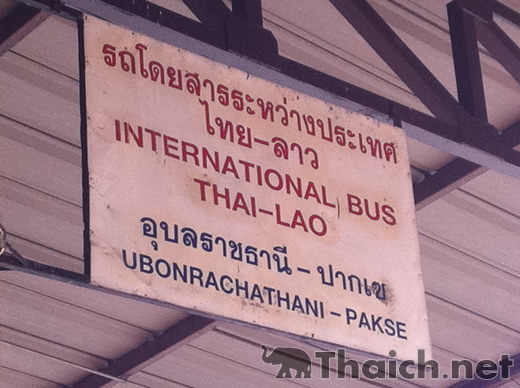 รถโดยสารระหว่างประเทศ
ไทย-ลาว
INTERNATIONAL BUS
THAI-LAO
อุบลราชธานี - ปากเซ
UBONRACHATHANI - PAKSE
Thaich.net